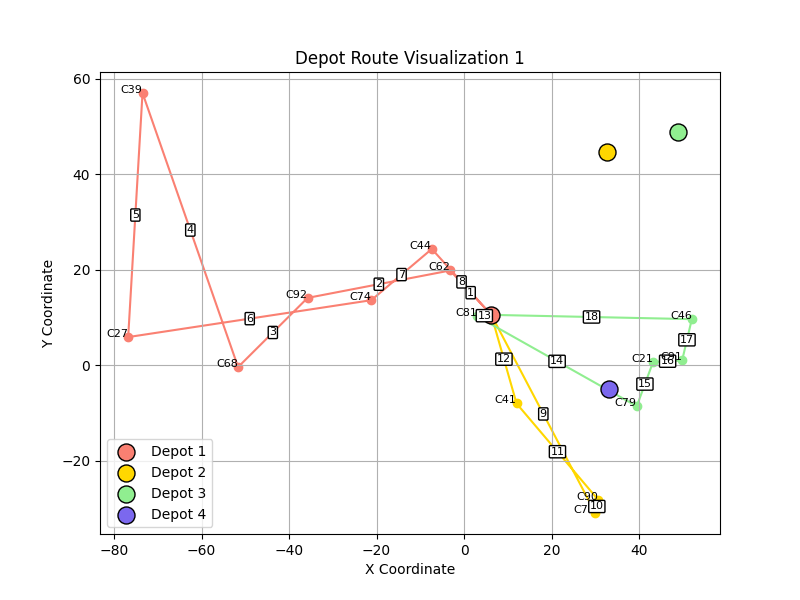 Depot Route Visualization 1
Y Coordinate
60
40
20
0
−20
−80
−60
−40
−20
0
20
40
X Coordinate
C39
5
4
C44
C62
7
8
2
C92
C74
1
C27
6
3
C68
C81
13
18
C46
17
12
14
C21
16
C91
15
C79
C41
9
11
C90
10
C7
Depot 1
Depot 2
Depot 3
Depot 4